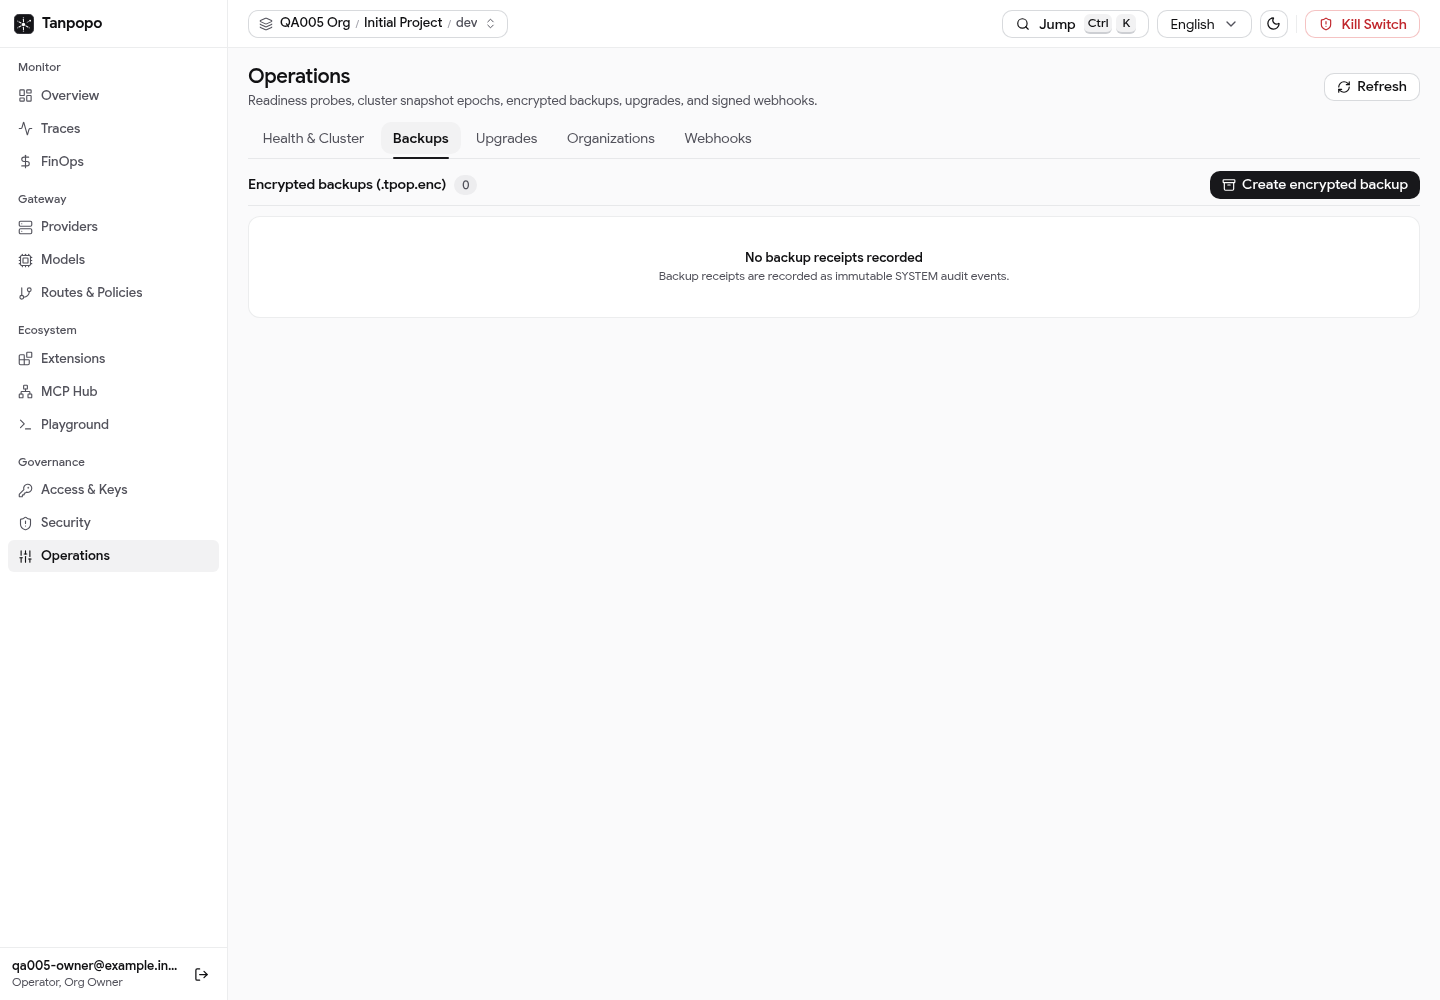 Tanpopo
QA005 Org / Initial Project / dev
Jump Ctrl K
English
Kill Switch
Monitor
Overview
Traces
FinOps
Gateway
Providers
Models
Routes & Policies
Ecosystem
Extensions
MCP Hub
Playground
Governance
Access & Keys
Security
Operations
qa005-owner@example.in...
Operator, Org Owner
Operations
Readiness probes, cluster snapshot epochs, encrypted backups, upgrades, and signed webhooks.
Refresh
Health & Cluster Backups Upgrades Organizations Webhooks
Encrypted backups (.tpop.enc) 0
Create encrypted backup
No backup receipts recorded
Backup receipts are recorded as immutable SYSTEM audit events.